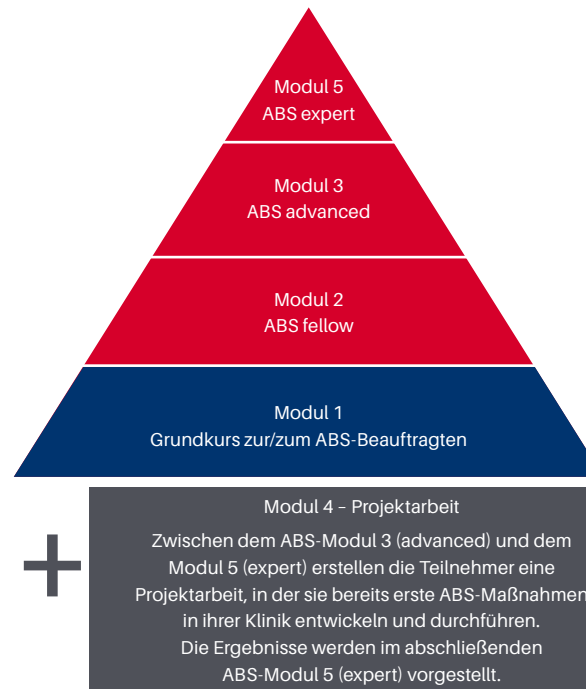 Modul 5
ABS expert
Modul 3
ABS advanced
Modul 2
ABS fellow
Modul 1
Grundkurs zur/zum ABS-Beauftragten
+
Modul 4 – Projektarbeit
Zwischen dem ABS-Modul 3 (advanced) und dem
Modul 5 (expert) erstellen die Teilnehmer eine
Projektarbeit, in der sie bereits erste ABS-Maßnahmen
in ihrer Klinik entwickeln und durchführen.
Die Ergebnisse werden im abschließenden
ABS-Modul 5 (expert) vorgestellt.